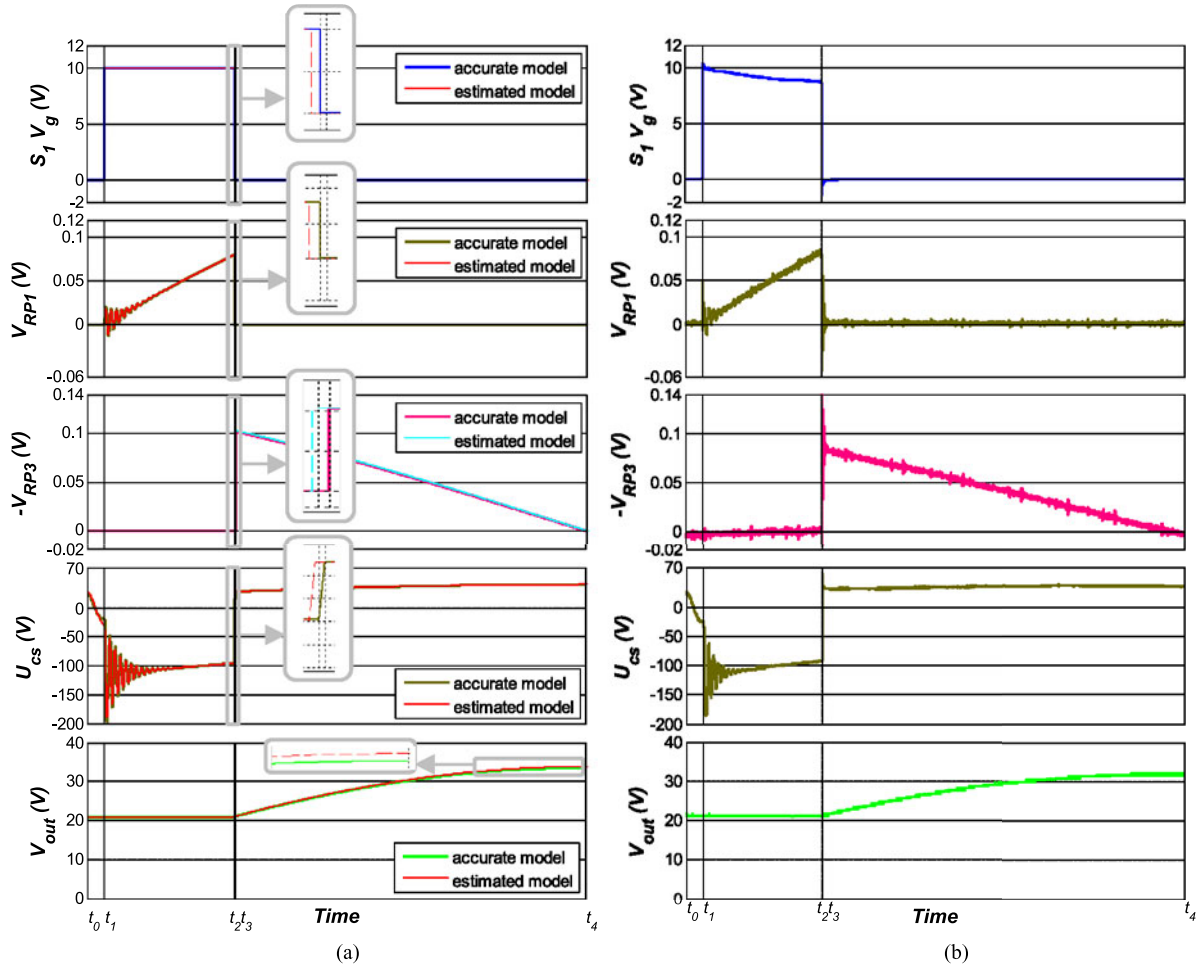 S1 Vg (V)
12
10
5
0
-2
accurate model
estimated model
VRP1 (V)
0.12
0.1
0.05
0
-0.06
accurate model
estimated model
-VRP3 (V)
0.14
0.1
0.05
0
-0.02
accurate model
estimated model
Ucs (V)
70
0
-50
-100
-150
-200
accurate model
estimated model
Vout (V)
40
30
20
10
0
accurate model
estimated model
t0 t1 t2 t3 Time t4
(a)
S1 Vg (V)
12
10
5
0
-2
VRP1 (V)
0.12
0.1
0.05
0
-0.06
-VRP3 (V)
0.14
0.1
0.05
0
-0.02
Ucs (V)
70
0
-50
-100
-150
-200
Vout (V)
40
30
20
10
0
t0 t1 t2 t3 Time t4
(b)